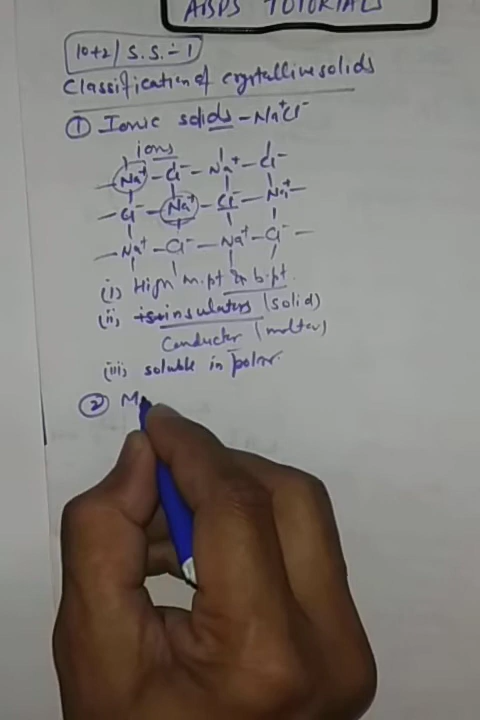 AISPS TUTORIALS
10+2/ S.S.-1
Classification of crystalline solids
① Ionic solids - Na⁺Cl⁻
ions
- Na⁺ - Cl⁻ - Na⁺ - Cl⁻
- Cl⁻ - Na⁺ - Cl⁻ - Na⁺ -
- Na⁺ - Cl⁻ - Na⁺ - Cl⁻ -
(i) High m.pt & b.pt.
(ii) insulators (solid)
Conductor (molten)
(iii) soluble in polar.
② M